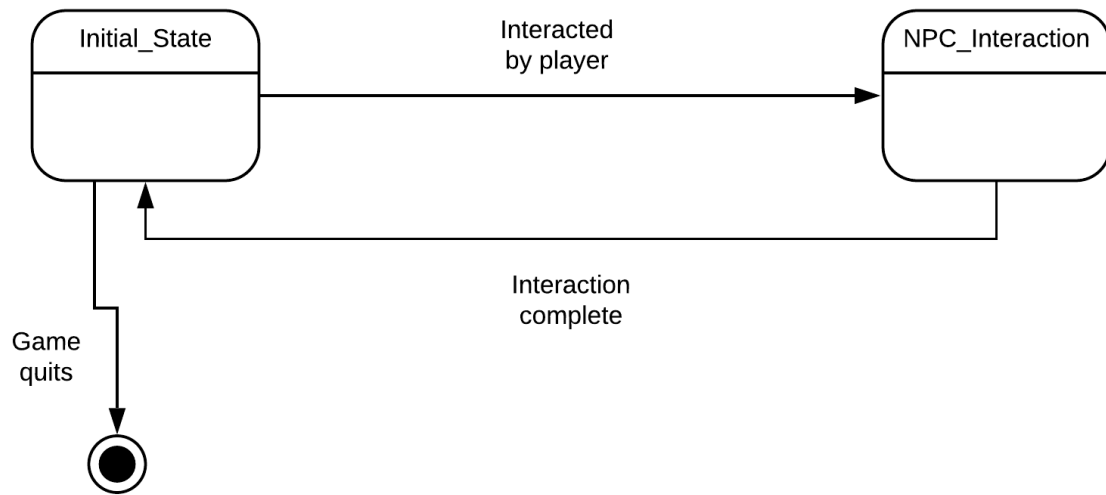 Initial_State
Interacted
by player
NPC_Interaction
Interaction
complete
Game
quits